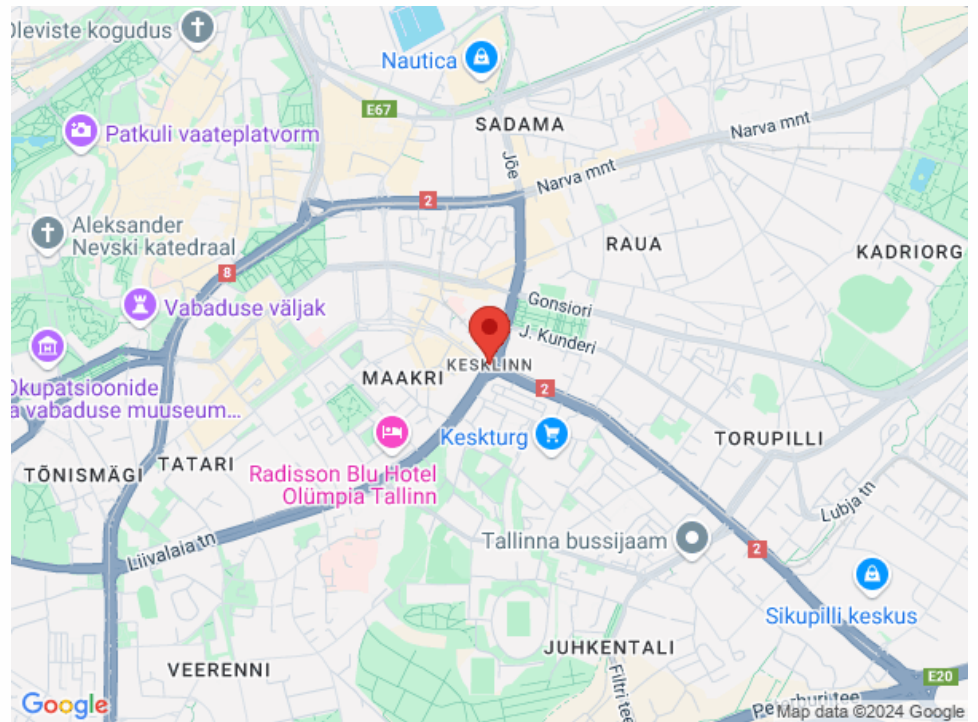 Oleviste kogudus
Nautica
E67
SADAMA
Narva mnt
Patkuli vaateplatvorm
Jõe
Narva mnt
2
Aleksander
Nevski katedraal
RAUA
KADRIORG
8
Vabaduse väljak
Gonsiori
J. Kunderi
KESKLINN
MAAKRI
2
Okupatsioonide
a vabaduse muuseum...
Keskturg
TORUPILLI
TÕNISMÄGI
TATARI
Radisson Blu Hotel
Olümpia Tallinn
Lubja tn
Liivalaia tn
Tallinna bussijaam
2
Sikupilli keskus
JUHKENTALI
VEERENNI
Filtri tee
E20
Google
Map data ©2024 Google